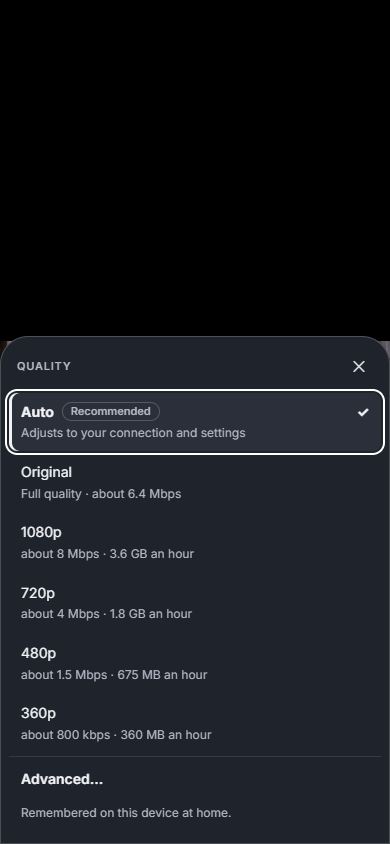 QUALITY
Auto Recommended
Adjusts to your connection and settings
Original
Full quality · about 6.4 Mbps
1080p
about 8 Mbps · 3.6 GB an hour
720p
about 4 Mbps · 1.8 GB an hour
480p
about 1.5 Mbps · 675 MB an hour
360p
about 800 kbps · 360 MB an hour
Advanced...
Remembered on this device at home.